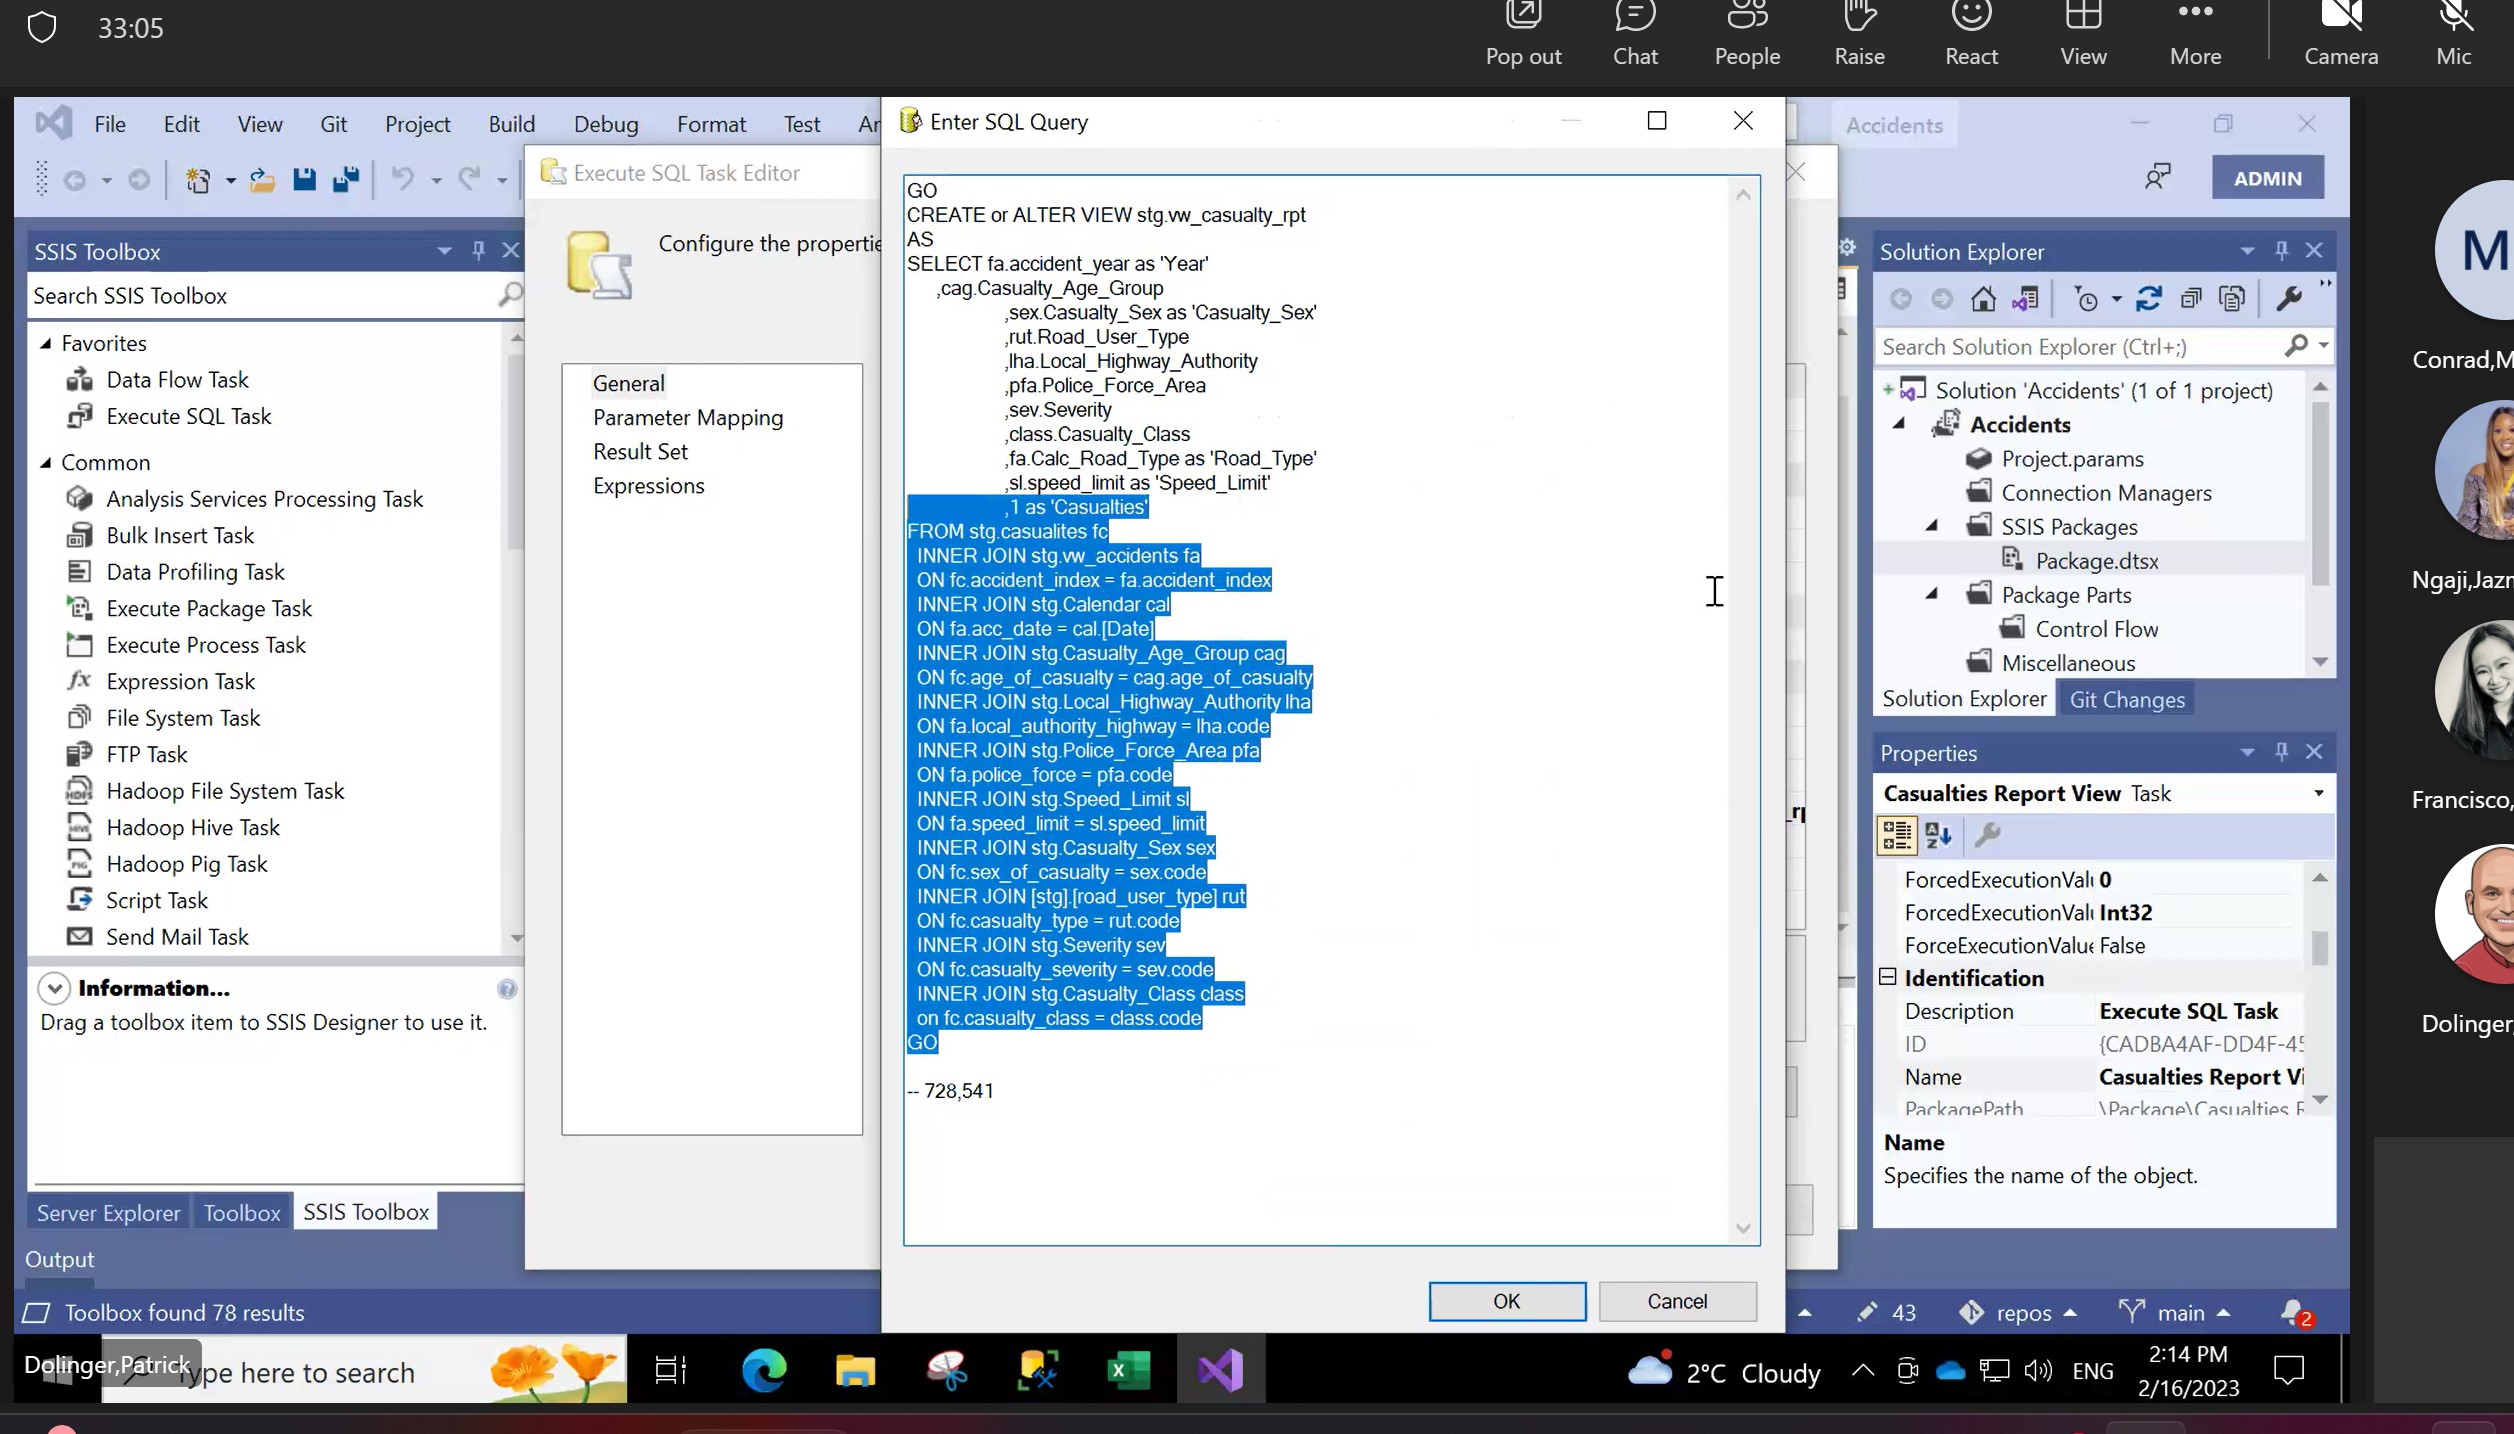 33:05
Pop out
Chat
People
Raise
React
View
More
Camera
Mic
File
Edit
View
Git
Project
Build
Debug
Format
Test
Accidents
ADMIN
Enter SQL Query
Execute SQL Task Editor
Configure the propertie
General
Parameter Mapping
Result Set
Expressions
SSIS Toolbox
Search SSIS Toolbox
Favorites
Data Flow Task
Execute SQL Task
Common
Analysis Services Processing Task
Bulk Insert Task
Data Profiling Task
Execute Package Task
Execute Process Task
Expression Task
File System Task
FTP Task
Hadoop File System Task
Hadoop Hive Task
Hadoop Pig Task
Script Task
Send Mail Task
Information...
Drag a toolbox item to SSIS Designer to use it.
Server Explorer
Toolbox
SSIS Toolbox
Output
Toolbox found 78 results
GO
CREATE or ALTER VIEW stg.vw_casualty_rpt
AS
SELECT fa.accident_year as 'Year'
,cag.Casualty_Age_Group
,sex.Casualty_Sex as 'Casualty_Sex'
,rut.Road_User_Type
,lha.Local_Highway_Authority
,pfa.Police_Force_Area
,sev.Severity
,class.Casualty_Class
,fa.Calc_Road_Type as 'Road_Type'
,sl.speed_limit as 'Speed_Limit'
,1 as 'Casualties'
FROM stg.casualites fc
INNER JOIN stg.vw_accidents fa
ON fc.accident_index = fa.accident_index
INNER JOIN stg.Calendar cal
ON fa.acc_date = cal.[Date]
INNER JOIN stg.Casualty_Age_Group cag
ON fc.age_of_casualty = cag.age_of_casualty
INNER JOIN stg.Local_Highway_Authority lha
ON fa.local_authority_highway = lha.code
INNER JOIN stg.Police_Force_Area pfa
ON fa.police_force = pfa.code
INNER JOIN stg.Speed_Limit sl
ON fa.speed_limit = sl.speed_limit
INNER JOIN stg.Casualty_Sex sex
ON fc.sex_of_casualty = sex.code
INNER JOIN [stg].[road_user_type] rut
ON fc.casualty_type = rut.code
INNER JOIN stg.Severity sev
ON fc.casualty_severity = sev.code
INNER JOIN stg.Casualty_Class class
on fc.casualty_class = class.code
GO
-- 728,541
OK
Cancel
Solution Explorer
Search Solution Explorer (Ctrl+;)
Solution 'Accidents' (1 of 1 project)
Accidents
Project.params
Connection Managers
SSIS Packages
Package.dtsx
Package Parts
Control Flow
Miscellaneous
Solution Explorer
Git Changes
Properties
Casualties Report View Task
ForcedExecutionValu 0
ForcedExecutionValu Int32
ForceExecutionValue False
Identification
Description Execute SQL Task
ID {CADBA4AF-DD4F-45
Name Casualties Report Vi
PackagePath \Package\Casualties R
Name
Specifies the name of the object.
43
repos
main
2
M
Conrad,M
Ngaji,Jazm
Francisco,
Dolinger,
Dolinger,Patrick
Type here to search
2°C Cloudy
ENG
2:14 PM
2/16/2023